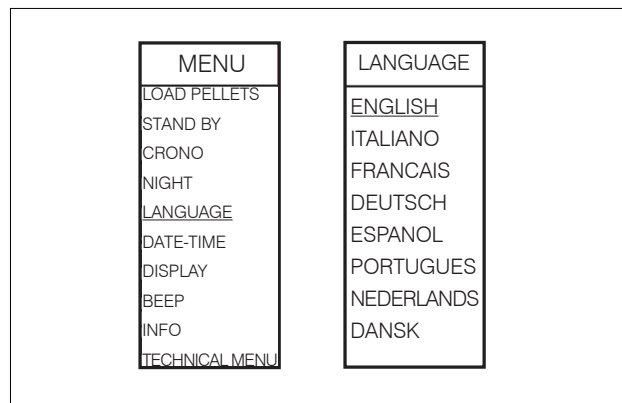 MENU
LOAD PELLETS
STAND BY
CRONO
NIGHT
LANGUAGE
DATE-TIME
DISPLAY
BEEP
INFO
TECHNICAL MENU
LANGUAGE
ENGLISH
ITALIANO
FRANCAIS
DEUTSCH
ESPANOL
PORTUGUES
NEDERLANDS
DANSK